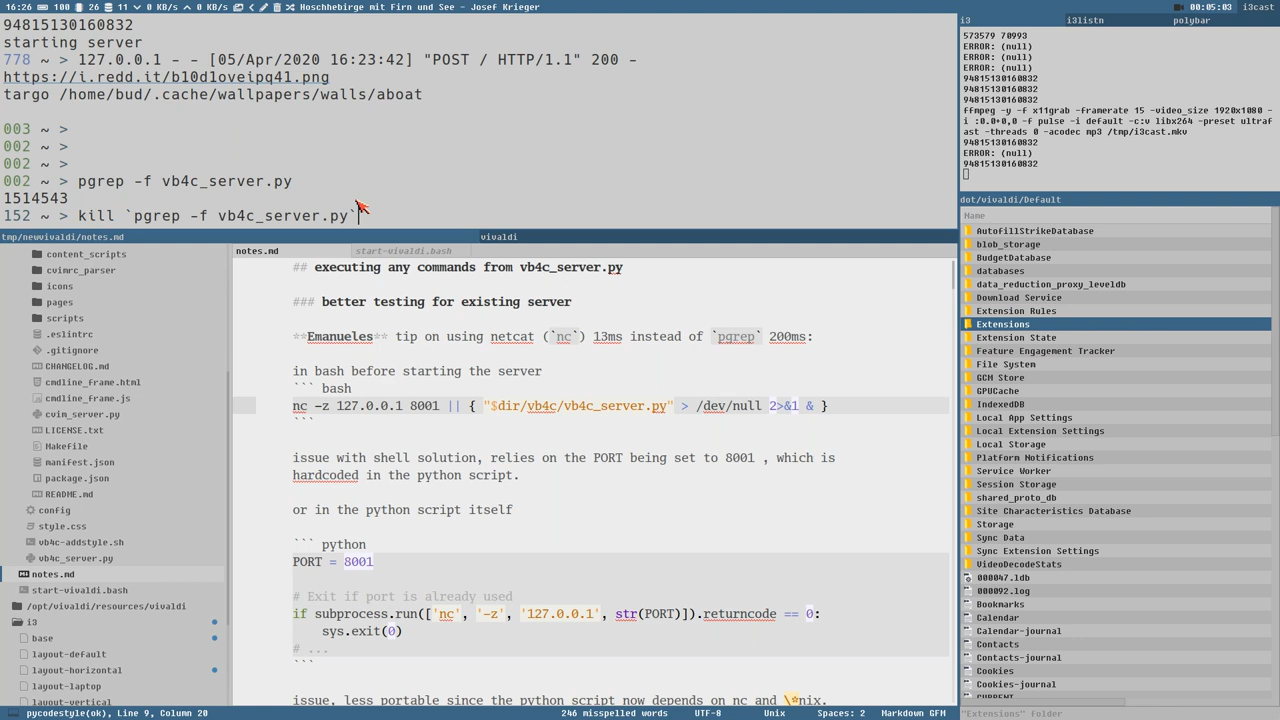 16:26 100 26 11 0 KB/s 0 KB/s Hoschhebirge mit Firn und See - Josef Krieger 00:05:03 i3cast
94815130160832
starting server
778 ~ > 127.0.0.1 - - [05/Apr/2020 16:23:42] "POST / HTTP/1.1" 200 -
https://i.redd.it/b10d1oveipq41.png
targo /home/bud/.cache/wallpapers/walls/aboat
003 ~ >
002 ~ >
002 ~ >
002 ~ > pgrep -f vb4c_server.py
1514543
152 ~ > kill `pgrep -f vb4c_server.py`
i3 i3listn polybar
573579 70993
ERROR: (null)
ERROR: (null)
ERROR: (null)
94815130160832
94815130160832
94815130160832
ffmpeg -y -f x11grab -framerate 15 -video_size 1920x1080 -
i :0.0+0,0 -f pulse -i default -c:v libx264 -preset ultraf
ast -threads 0 -acodec mp3 /tmp/i3cast.mkv
94815130160832
ERROR: (null)
94815130160832
tmp/newvivaldi/notes.md vivaldi
content_scripts
cvimrc_parser
icons
pages
scripts
.eslintrc
.gitignore
CHANGELOG.md
cmdline_frame.html
cmdline_frame.js
cvim_server.py
LICENSE.txt
Makefile
manifest.json
package.json
README.md
config
style.css
vb4c-addstyle.sh
vb4c_server.py
notes.md
start-vivaldi.bash
/opt/vivaldi/resources/vivaldi
i3
base
layout-default
layout-horizontal
layout-laptop
layout-vertical
notes.md start-vivaldi.bash
## executing any commands from vb4c_server.py
### better testing for existing server
**Emanueles** tip on using netcat (`nc`) 13ms instead of `pgrep` 200ms:
in bash before starting the server
``` bash
nc -z 127.0.0.1 8001 || { "$dir/vb4c/vb4c_server.py" > /dev/null 2>&1 & }
```
issue with shell solution, relies on the PORT being set to 8001 , which is
hardcoded in the python script.
or in the python script itself
``` python
PORT = 8001
# Exit if port is already used
if subprocess.run(['nc', '-z', '127.0.0.1', str(PORT)]).returncode == 0:
sys.exit(0)
# ...
```
issue, less portable since the python script now depends on nc and \*nix.
pycodestyle(ok), Line 9, Column 20 246 misspelled words UTF-8 Unix Spaces: 2 Markdown GFM
dot/vivaldi/Default
Name
AutofillStrikeDatabase
blob_storage
BudgetDatabase
databases
data_reduction_proxy_leveldb
Download Service
Extension Rules
Extensions
Extension State
Feature Engagement Tracker
File System
GCM Store
GPUCache
IndexedDB
Local App Settings
Local Extension Settings
Local Storage
Platform Notifications
Service Worker
Session Storage
shared_proto_db
Site Characteristics Database
Storage
Sync Data
Sync Extension Settings
VideoDecodeStats
000047.ldb
000092.log
Bookmarks
Calendar
Calendar-journal
Contacts
Contacts-journal
Cookies
Cookies-journal
CURRENT
"Extensions" folder